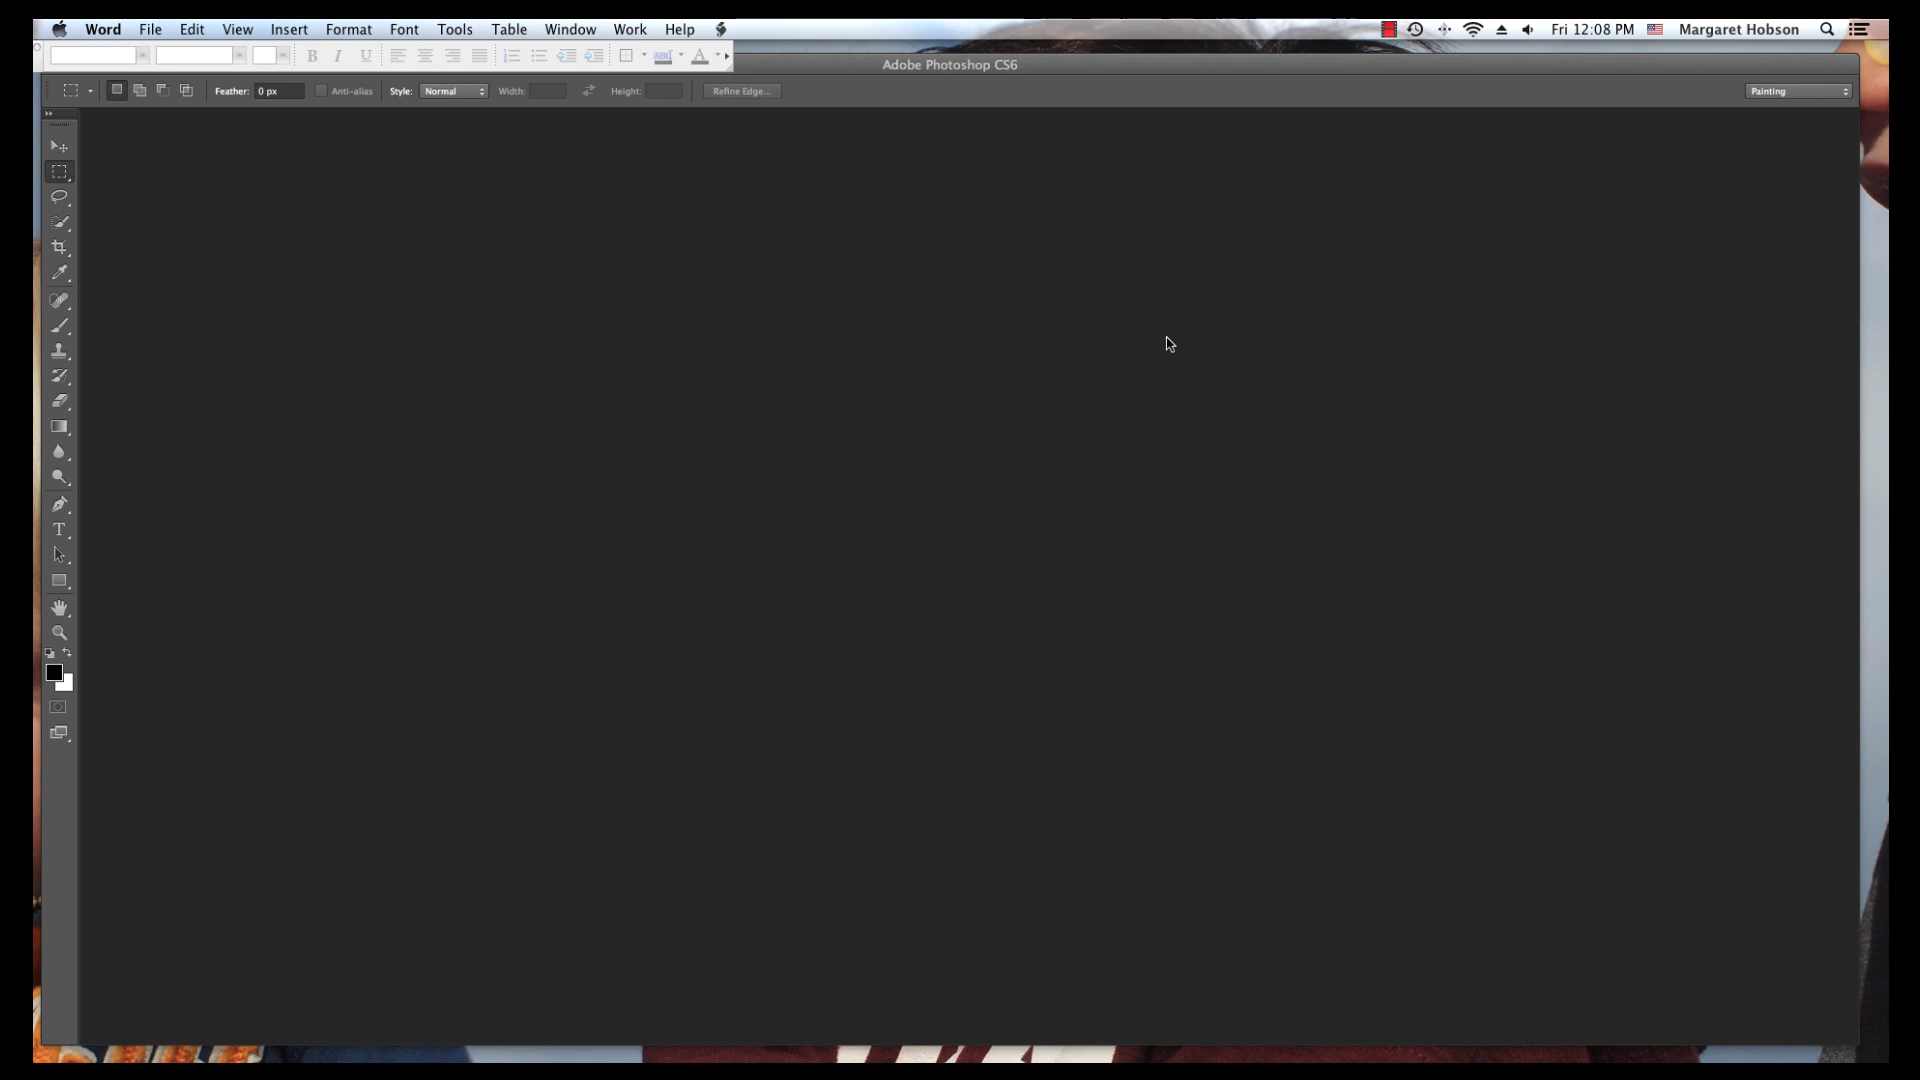 Word File Edit View Insert Format Font Tools Table Window Work Help Fri 12:08 PM Margaret Hobson
B I U ABC A
Adobe Photoshop CS6
Feather: 0 px Anti-alias Style: Normal Width: Height: Refine Edge... Painting
T